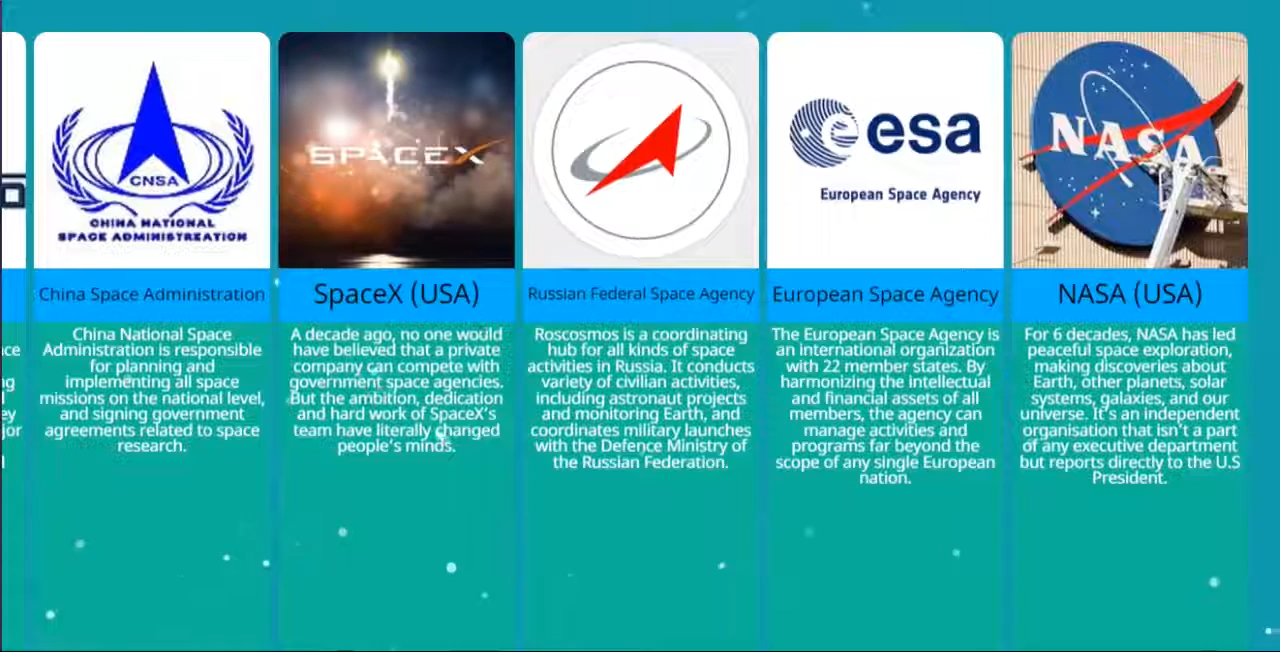 CNSA
CHINA NATIONAL
SPACE ADMINISTREATION
China Space Administration
China National Space
Administration is responsible
for planning and
implementing all space
missions on the national level,
and signing government
agreements related to space
research.
SPACEX
SpaceX (USA)
A decade ago, no one would
have believed that a private
company can compete with
government space agencies.
But the ambition, dedication
and hard work of SpaceX's
team have literally changed
people's minds.
Russian Federal Space Agency
Roscosmos is a coordinating
hub for all kinds of space
activities in Russia. It conducts
variety of civilian activities,
including astronaut projects
and monitoring Earth, and
coordinates military launches
with the Defence Ministry of
the Russian Federation.
esa
European Space Agency
European Space Agency
The European Space Agency is
an international organization
with 22 member states. By
harmonizing the intellectual
and financial assets of all
members, the agency can
manage activities and
programs far beyond the
scope of any single European
nation.
NASA
NASA (USA)
For 6 decades, NASA has led
peaceful space exploration,
making discoveries about
Earth, other planets, solar
systems, galaxies, and our
universe. It's an independent
organisation that isn't a part
of any executive department
but reports directly to the U.S
President.